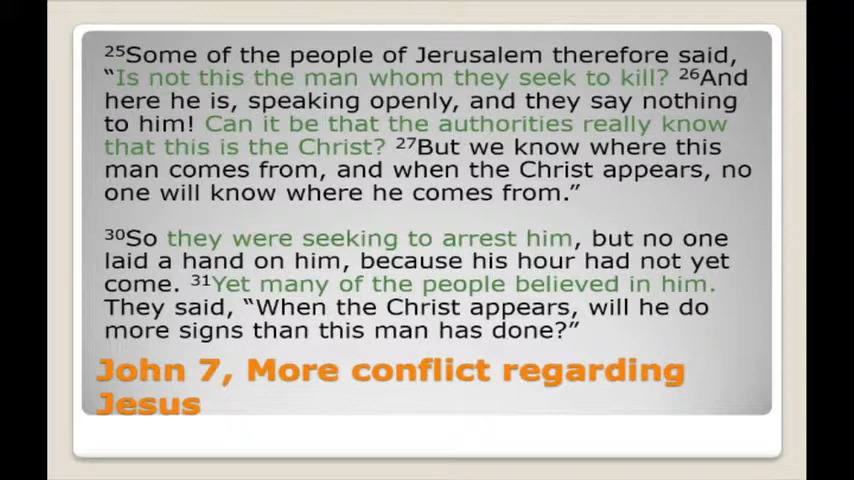 ²⁵Some of the people of Jerusalem therefore said,
“Is not this the man whom they seek to kill? ²⁶And
here he is, speaking openly, and they say nothing
to him! Can it be that the authorities really know
that this is the Christ? ²⁷But we know where this
man comes from, and when the Christ appears, no
one will know where he comes from.”
³⁰So they were seeking to arrest him, but no one
laid a hand on him, because his hour had not yet
come. ³¹Yet many of the people believed in him.
They said, “When the Christ appears, will he do
more signs than this man has done?”
John 7, More conflict regarding
Jesus